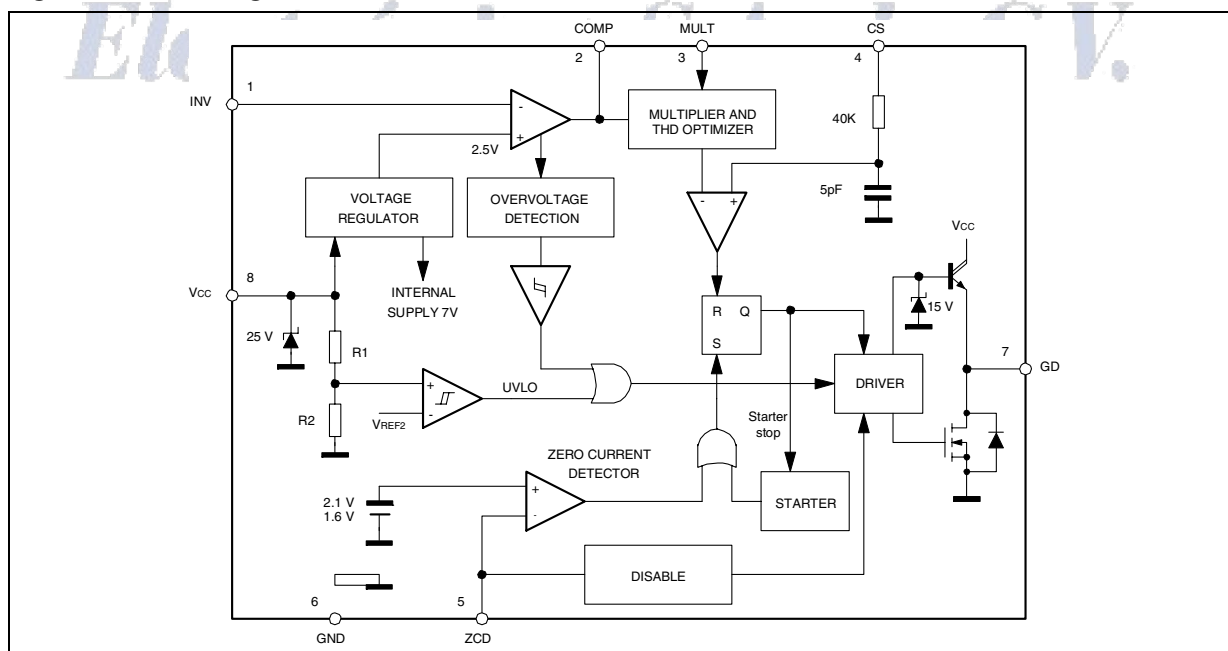 COMP
MULT
CS
2
3
4
1
INV
MULTIPLIER AND
THD OPTIMIZER
40K
2.5V
5pF
VOLTAGE
REGULATOR
OVERVOLTAGE
DETECTION
VCC
8
VCC
INTERNAL
SUPPLY 7V
R Q
S
15 V
25 V
R1
7
GD
DRIVER
UVLO
R2
VREF2
Starter
stop
ZERO CURRENT
DETECTOR
2.1 V
1.6 V
STARTER
DISABLE
6
5
GND
ZCD